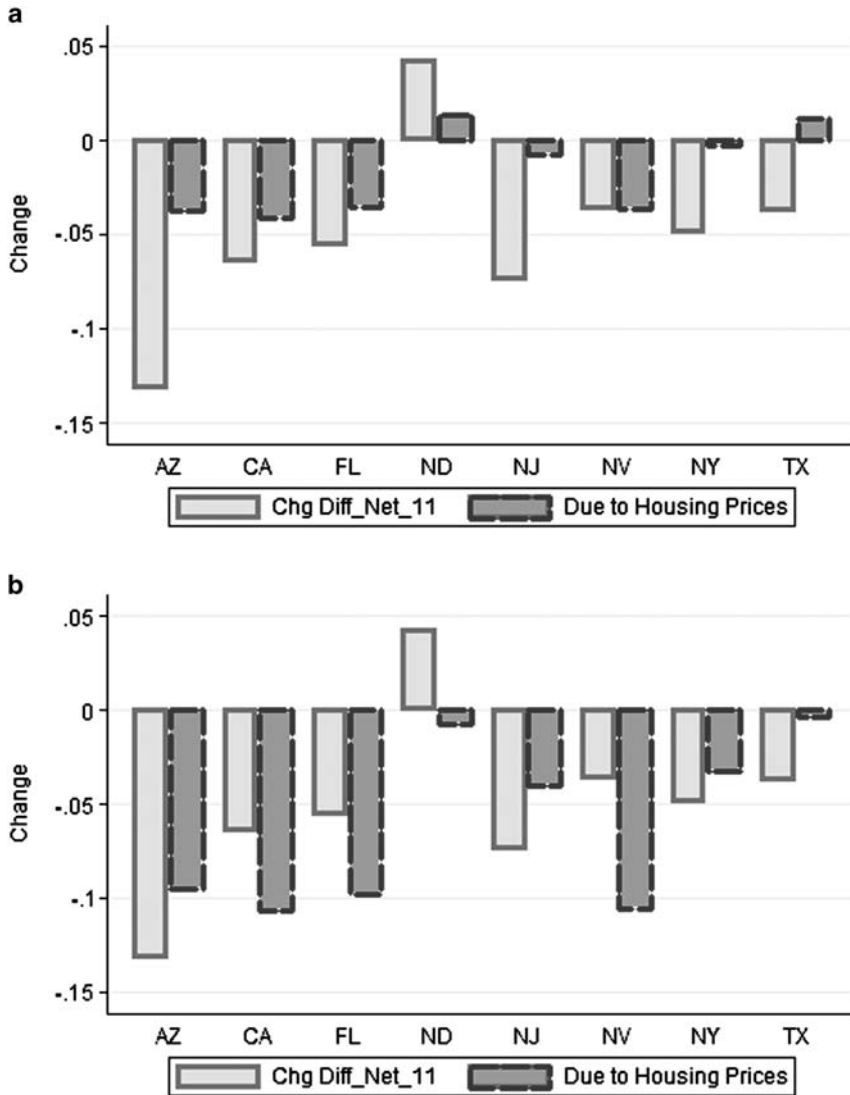 a
.05
0
-.05
-.1
-.15
Change
AZ CA FL ND NJ NV NY TX
Chg Diff_Net_11 Due to Housing Prices
b
.05
0
-.05
-.1
-.15
Change
AZ CA FL ND NJ NV NY TX
Chg Diff_Net_11 Due to Housing Prices